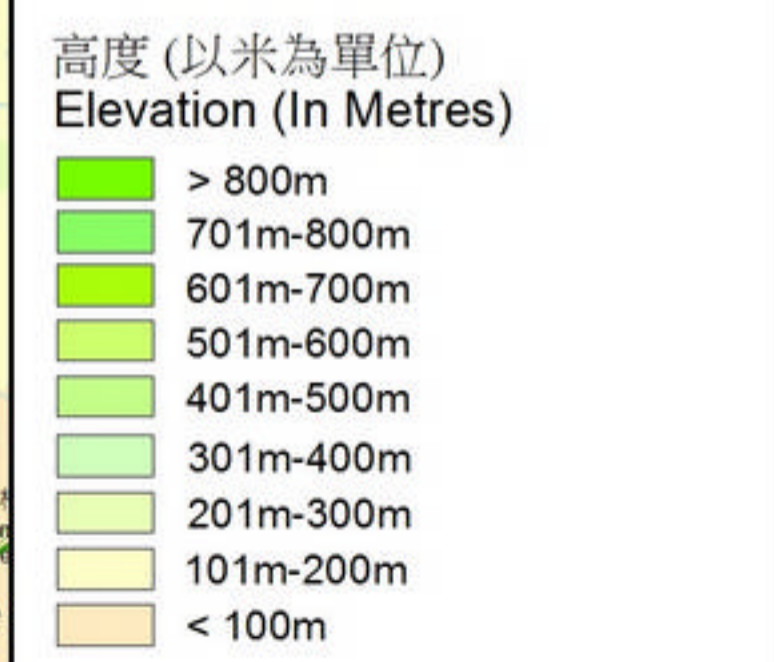 高度 (以米為單位)
Elevation (In Metres)
> 800m
701m-800m
601m-700m
501m-600m
401m-500m
301m-400m
201m-300m
101m-200m
< 100m